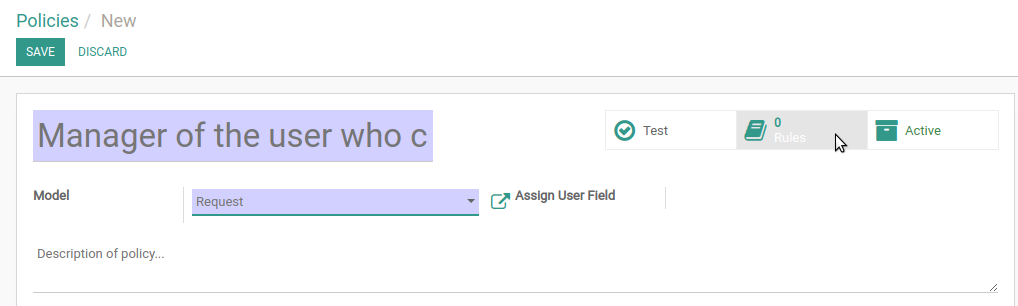 Policies / New
SAVE DISCARD
Manager of the user who c
Test
0
Rules
Active
Model
Request
Assign User Field
Description of policy...